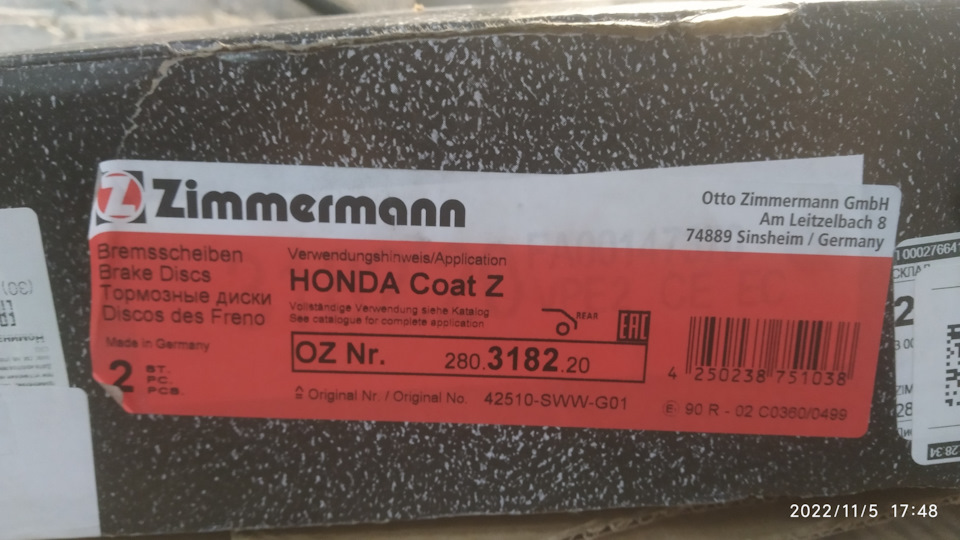 Z Zimmermann
Otto Zimmermann GmbH
Am Leitzelbach 8
74889 Sinsheim / Germany
Bremsscheiben
Brake Discs
Тормозные диски
Discos des Freno
Made in Germany
2 ST.
PC.
PCS.
Verwendungshinweis/Application
HONDA Coat Z
Vollständige Verwendung siehe Katalog
See catalogue for complete application
REAR
EAC
OZ Nr. 280.3182.20
Original Nr. / Original No. 42510-SWW-G01
4 250238 751038
E 90 R - 02 C0360/0499
2022/11/5 17:48